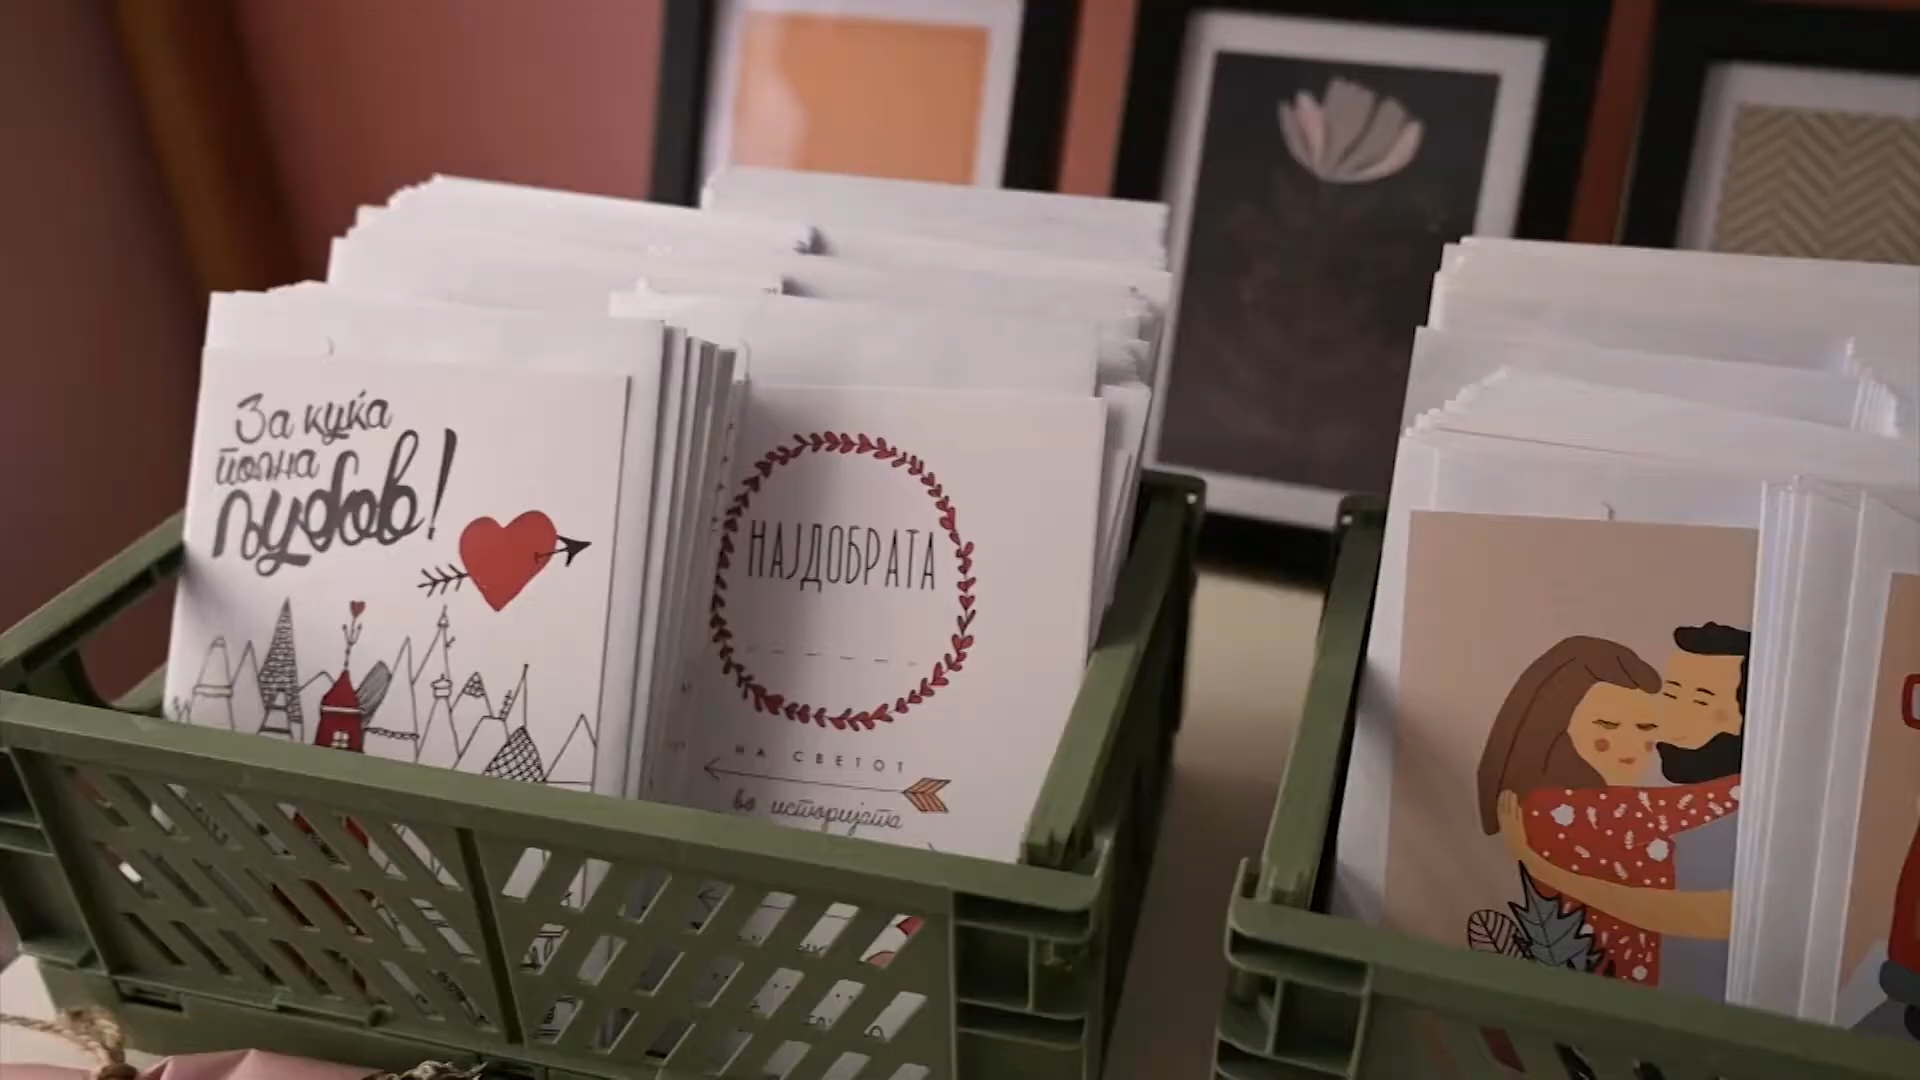 За куќа
полна
љубов!
НАЈДОБРАТА
НА СВЕТОТ
во историјата